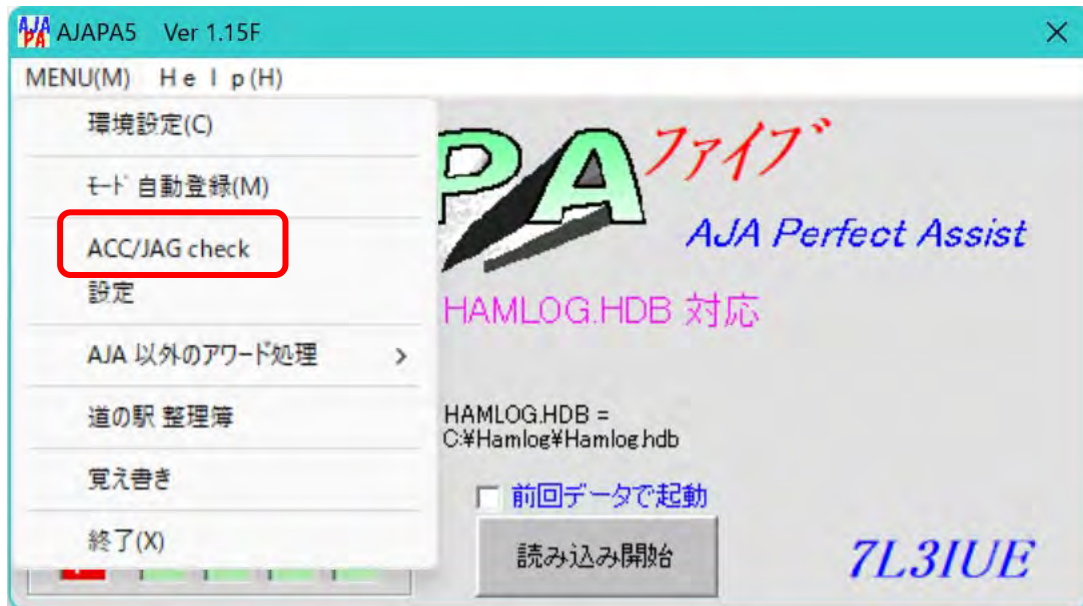 AJAPA5 Ver 1.15F
MENU(M) Ｈｅｌｐ(H)
環境設定(C)
ﾓｰﾄﾞ 自動登録(M)
ACC/JAG check
設定
AJA 以外のｱﾜｰﾄﾞ処理
道の駅 整理簿
覚え書き
終了(X)
PA ファイブ
AJA Perfect Assist
HAMLOG.HDB 対応
HAMLOG.HDB =
C:¥Hamlog¥Hamlog.hdb
前回データで起動
読み込み開始
7L3IUE